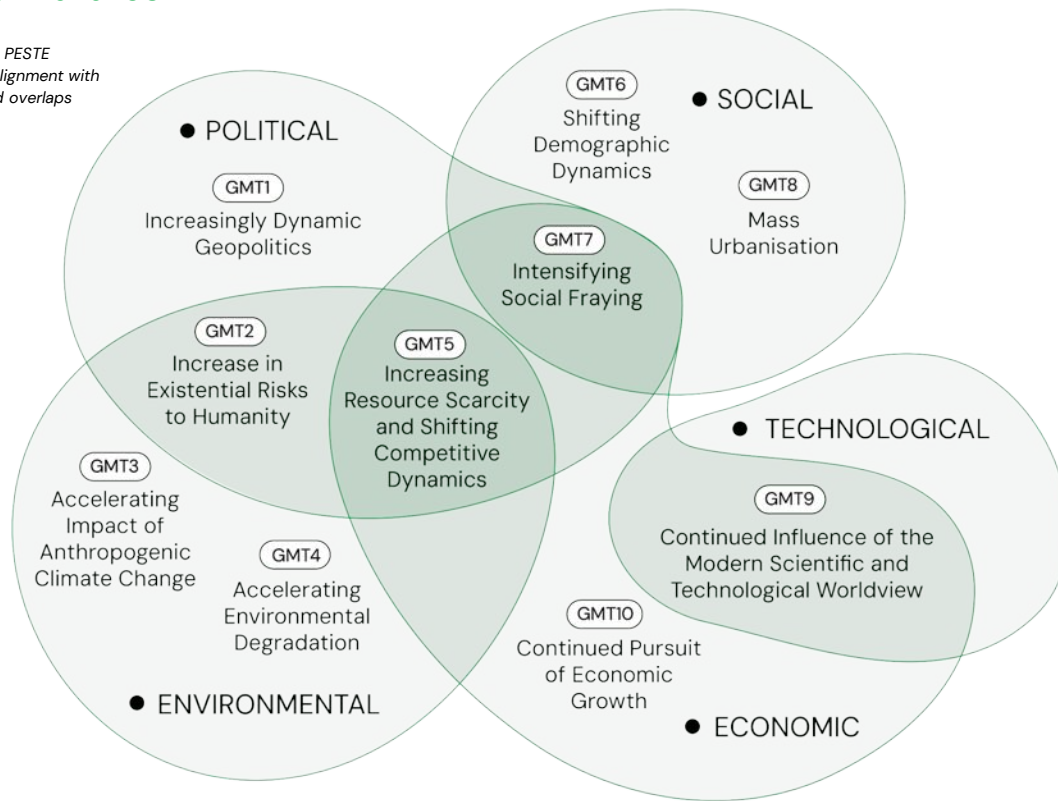 PESTE
lignment with
d overlaps
POLITICAL
GMT1
Increasingly Dynamic
Geopolitics
GMT6
Shifting
Demographic
Dynamics
SOCIAL
GMT8
Mass
Urbanisation
GMT7
Intensifying
Social Fraying
GMT2
Increase in
Existential Risks
to Humanity
GMT5
Increasing
Resource Scarcity
and Shifting
Competitive
Dynamics
TECHNOLOGICAL
GMT9
Continued Influence of the
Modern Scientific and
Technological Worldview
GMT3
Accelerating
Impact of
Anthropogenic
Climate Change
GMT4
Accelerating
Environmental
Degradation
ENVIRONMENTAL
GMT10
Continued Pursuit
of Economic
Growth
ECONOMIC